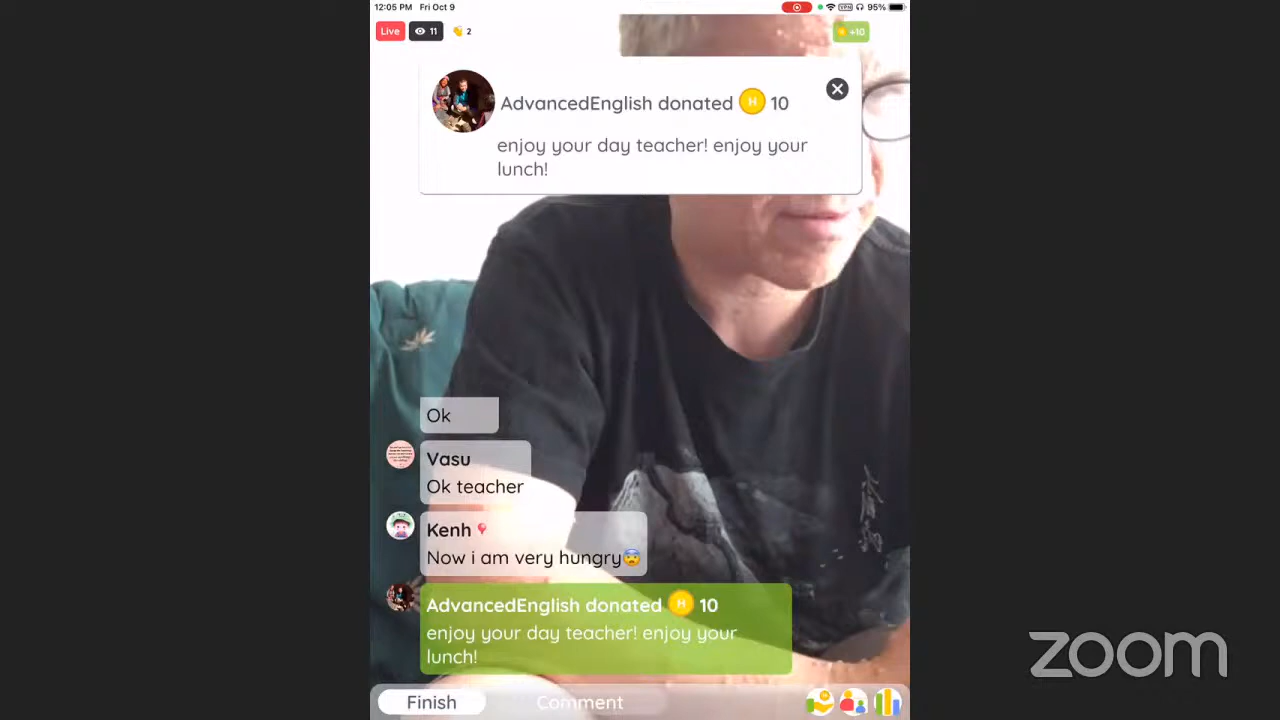 12:05 PM Fri Oct 9
VPN
95%
Live
11
2
+10
AdvancedEnglish donated H 10
enjoy your day teacher! enjoy your
lunch!
Ok
Vasu
Ok teacher
Kenh
Now i am very hungry
AdvancedEnglish donated H 10
enjoy your day teacher! enjoy your
lunch!
Finish
Comment
zoom